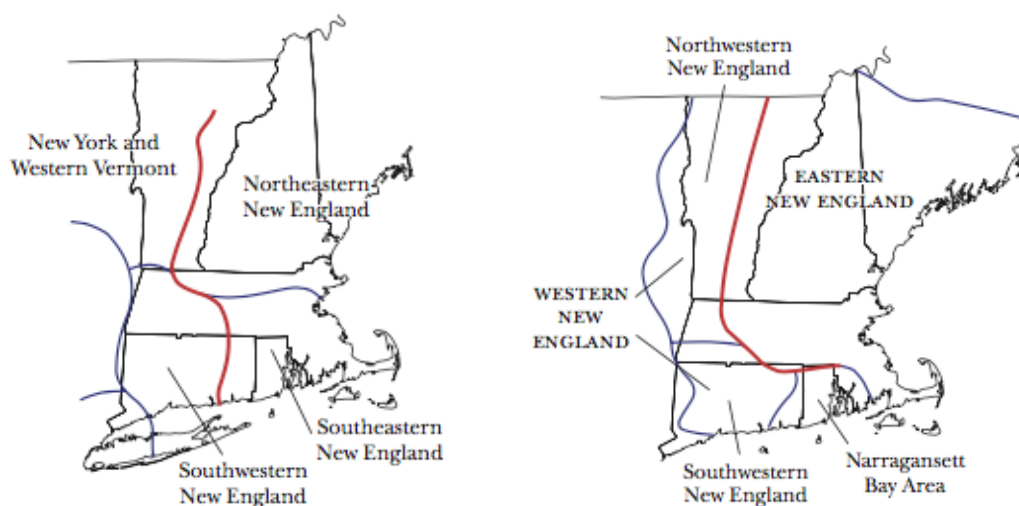 New York and
Western Vermont
Northeastern
New England
Southeastern
New England
Southwestern
New England
Northwestern
New England
EASTERN
NEW ENGLAND
WESTERN
NEW
ENGLAND
Southwestern
New England
Narragansett
Bay Area